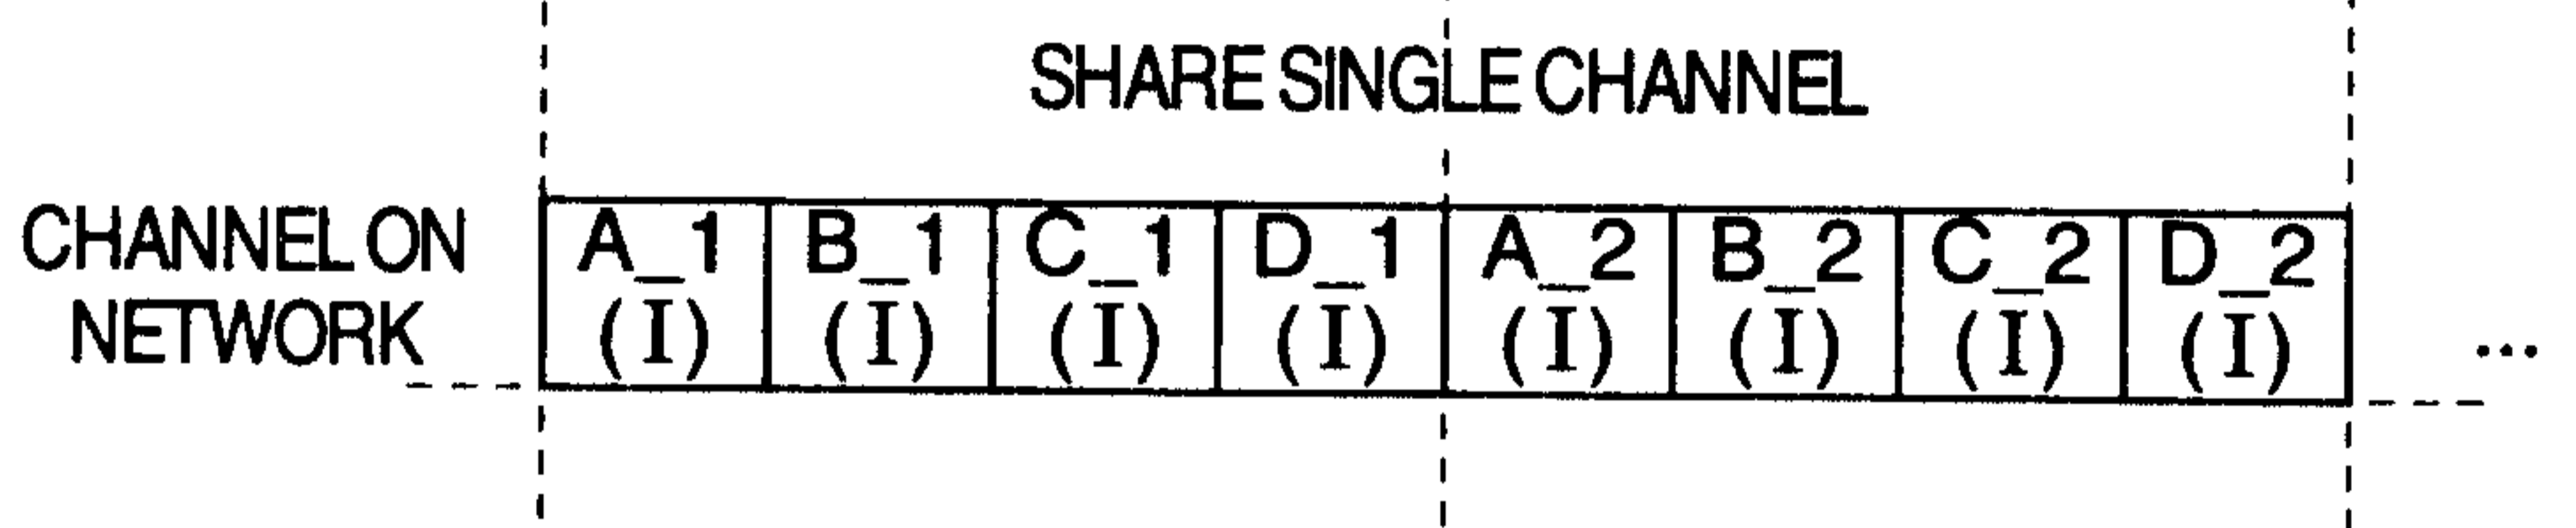 SHARE SINGLE CHANNEL
CHANNEL ON
NETWORK
A_1 B_1 C_1 D_1 A_2 B_2 C_2 D_2
(I) (I) (I) (I) (I) (I) (I) (I)
...